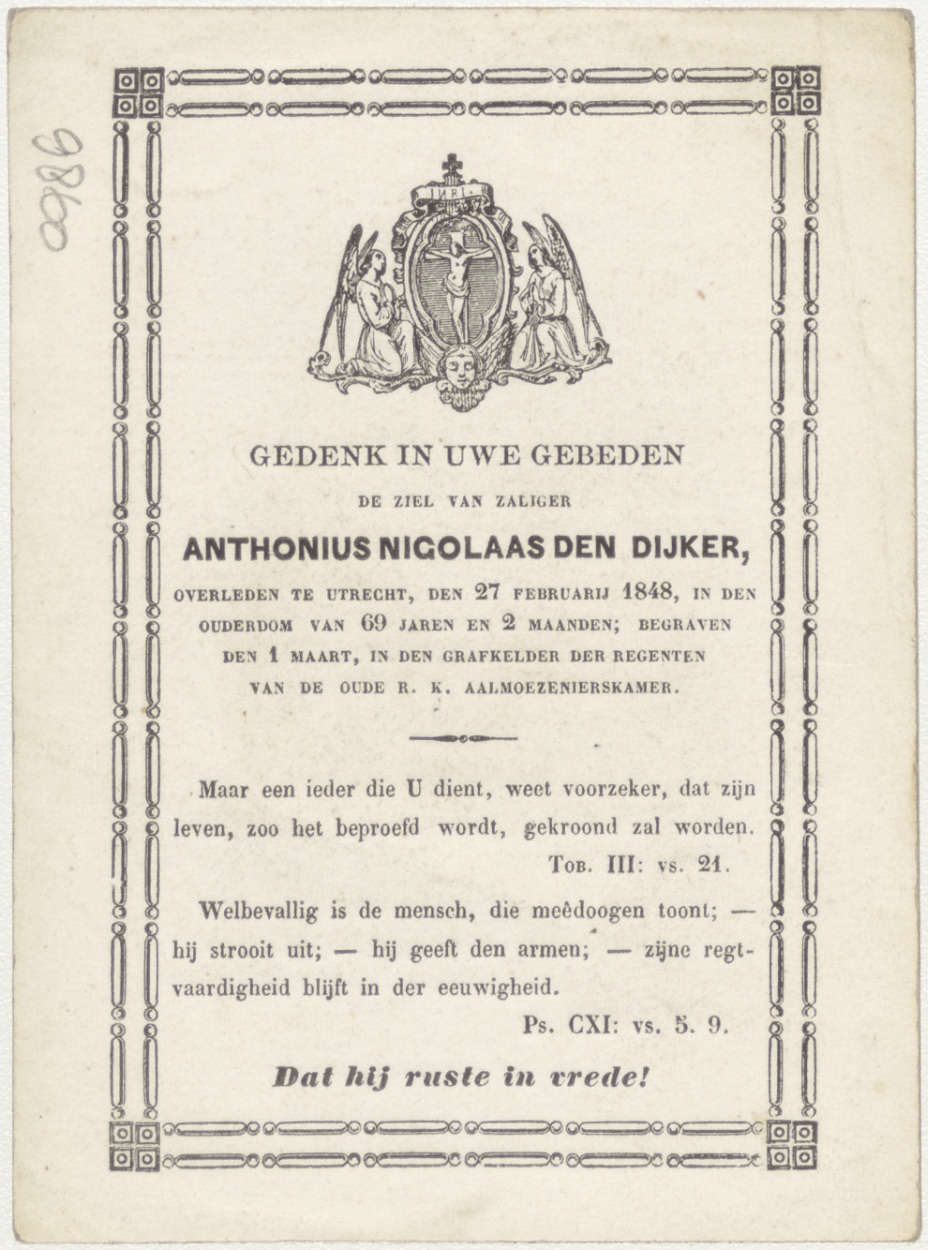 INRI
GEDENK IN UWE GEBEDEN
DE ZIEL VAN ZALIGER
ANTHONIUS NICOLAAS DEN DIJKER,
OVERLEDEN TE UTRECHT, DEN 27 FEBRUARIJ 1848, IN DEN
OUDERDOM VAN 69 JAREN EN 2 MAANDEN; BEGRAVEN
DEN 1 MAART, IN DEN GRAFKELDER DER REGENTEN
VAN DE OUDE R. K. AALMOEZENIERSKAMER.
Maar een ieder die U dient, weet voorzeker, dat zijn
leven, zoo het beproefd wordt, gekroond zal worden.
TOB. III: vs. 21.
Welbevallig is de mensch, die meêdoogen toont; —
hij strooit uit; — hij geeft den armen; — zijne regt-
vaardigheid blijft in der eeuwigheid.
Ps. CXI: vs. 5. 9.
Dat hij ruste in vrede!